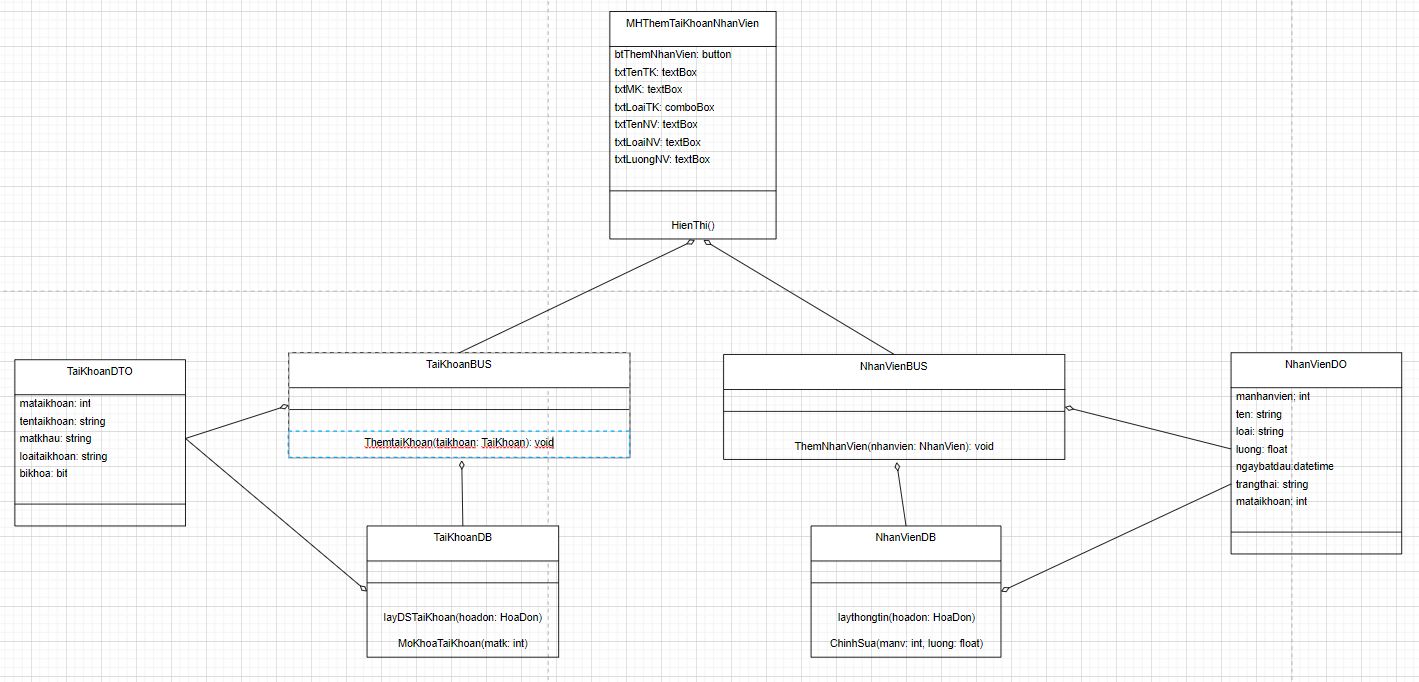 MHThemTaiKhoanNhanVien
btThemNhanVien: button
txtTenTK: textBox
txtMK: textBox
txtLoaiTK: comboBox
txtTenNV: textBox
txtLoaiNV: textBox
txtLuongNV: textBox
HienThi()
TaiKhoanDTO
mataikhoan: int
tentaikhoan: string
matkhau: string
loaitaikhoan: string
bikhoa: bit
TaiKhoanBUS
ThemtaiKhoan(taikhoan: TaiKhoan): void
NhanVienBUS
ThemNhanVien(nhanvien: NhanVien): void
NhanVienDO
manhanvien: int
ten: string
loai: string
luong: float
ngaybatdau:datetime
trangthai: string
mataikhoan: int
TaiKhoanDB
layDSTaiKhoan(hoadon: HoaDon)
MoKhoaTaiKhoan(matk: int)
NhanVienDB
laythongtin(hoadon: HoaDon)
ChinhSua(manv: int, luong: float)